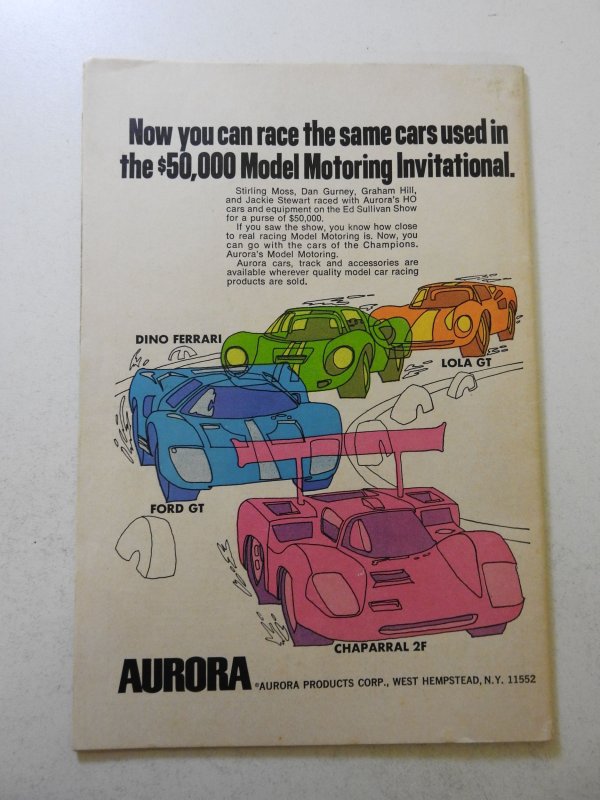 Now you can race the same cars used in
the $50,000 Model Motoring Invitational.
Stirling Moss, Dan Gurney, Graham Hill,
and Jackie Stewart raced with Aurora's HO
cars and equipment on the Ed Sullivan Show
for a purse of $50,000.
If you saw the show, you know how close
to real racing Model Motoring is. Now, you
can go with the cars of the Champions.
Aurora's Model Motoring.
Aurora cars, track and accessories are
available wherever quality model car racing
products are sold.
DINO FERRARI
LOLA GT
FORD GT
CHAPARRAL 2F
AURORA ©AURORA PRODUCTS CORP., WEST HEMPSTEAD, N.Y. 11552